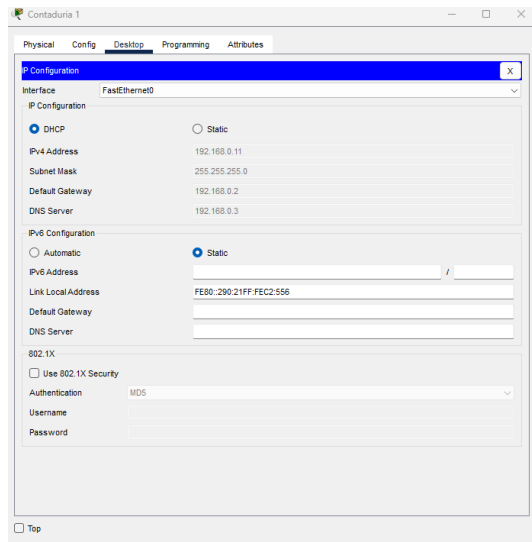 Contaduria 1
Physical Config Desktop Programming Attributes
IP Configuration X
Interface FastEthernet0
IP Configuration
DHCP Static
IPv4 Address 192.168.0.11
Subnet Mask 255.255.255.0
Default Gateway 192.168.0.2
DNS Server 192.168.0.3
IPv6 Configuration
Automatic Static
IPv6 Address /
Link Local Address FE80::290:21FF:FEC2:556
Default Gateway
DNS Server
802.1X
Use 802.1X Security
Authentication MD5
Username
Password
Top